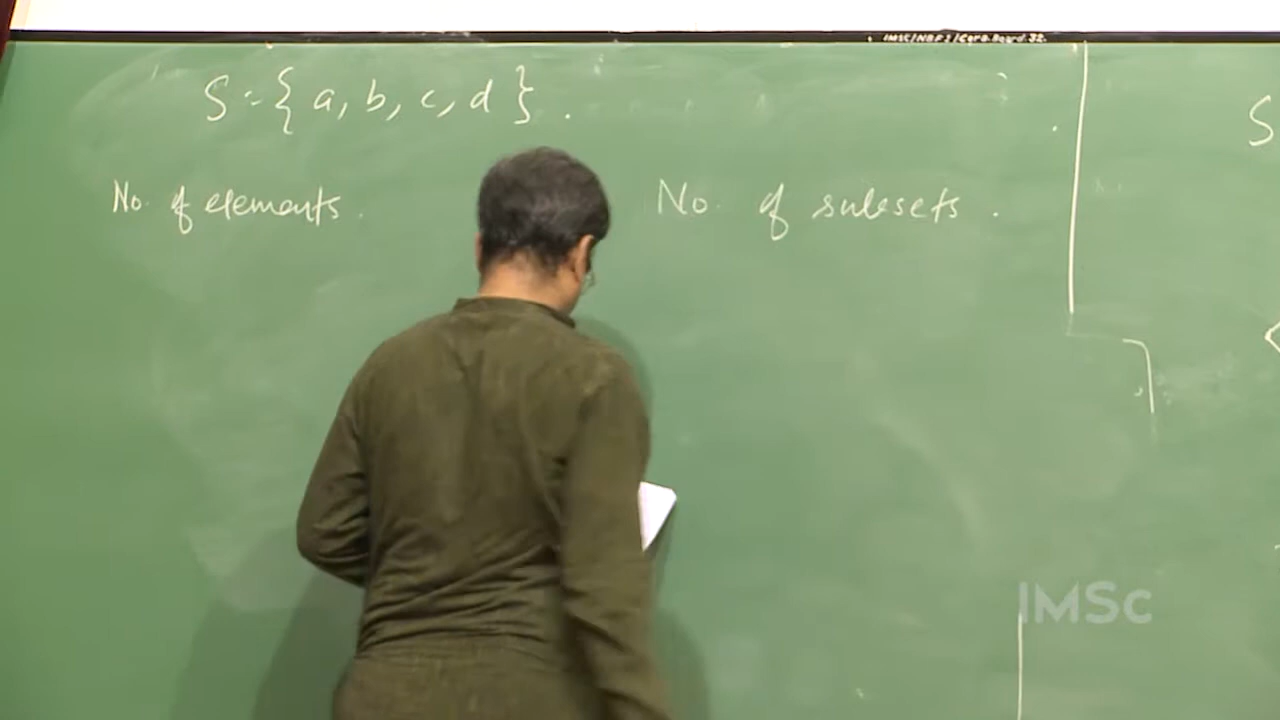 S = { a, b, c, d } .
No. of elements .
No. of subsets .
S
IMSc